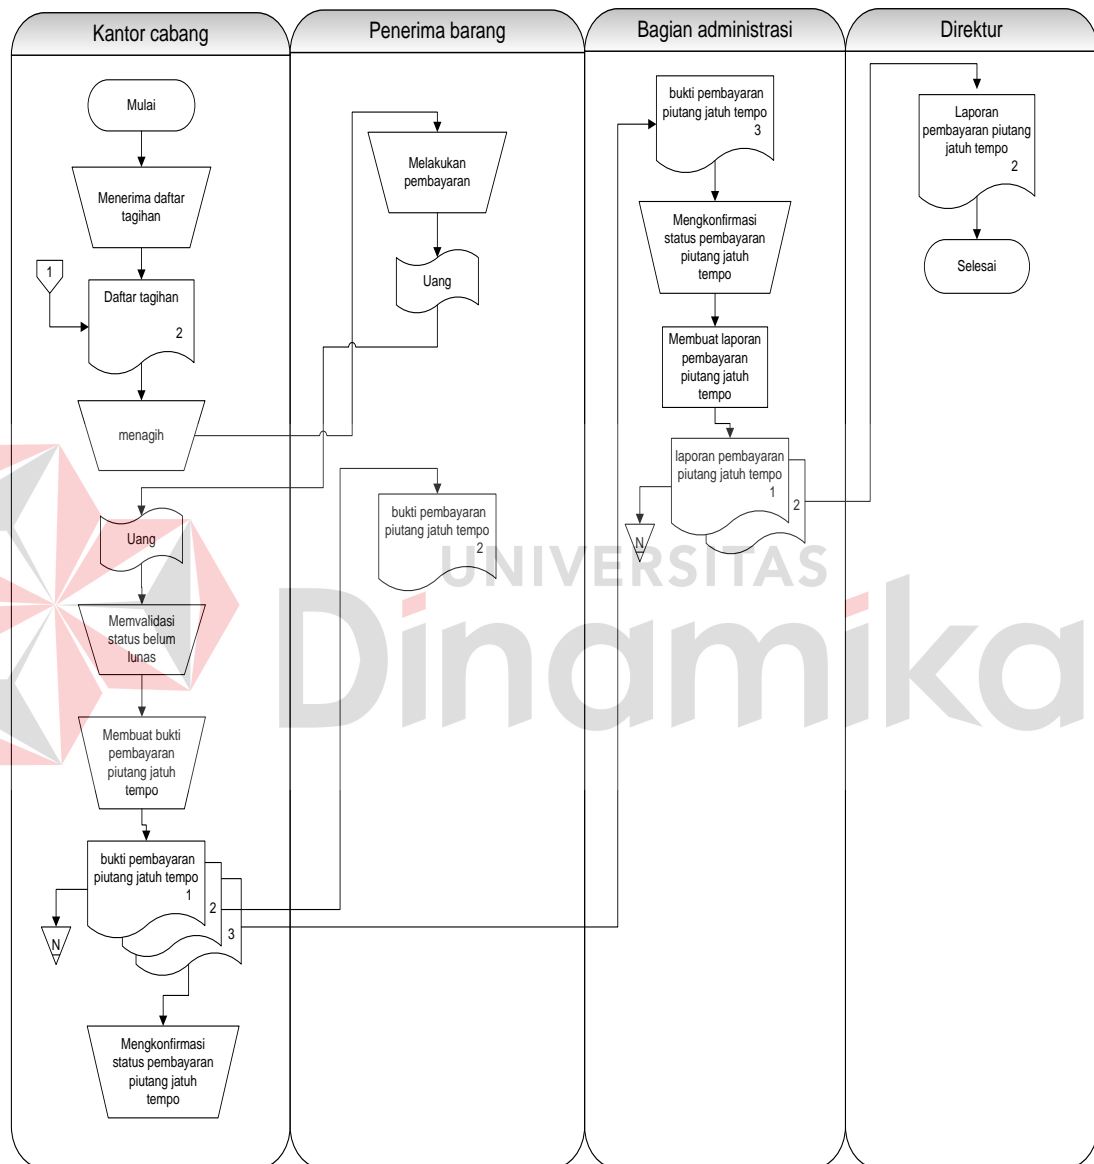 Kantor cabang
Penerima barang
Bagian administrasi
Direktur
Mulai
Menerima daftar
tagihan
1
Daftar tagihan
2
menagih
Uang
Memvalidasi
status belum
lunas
Membuat bukti
pembayaran
piutang jatuh
tempo
bukti pembayaran
piutang jatuh tempo
1
2
3
N
Mengkonfirmasi
status pembayaran
piutang jatuh
tempo
Melakukan
pembayaran
Uang
bukti pembayaran
piutang jatuh tempo
2
bukti pembayaran
piutang jatuh tempo
3
Mengkonfirmasi
status pembayaran
piutang jatuh
tempo
Membuat laporan
pembayaran
piutang jatuh
tempo
laporan pembayaran
piutang jatuh tempo
1
2
N
Laporan
pembayaran piutang
jatuh tempo
2
Selesai
UNIVERSITAS
Dinamika